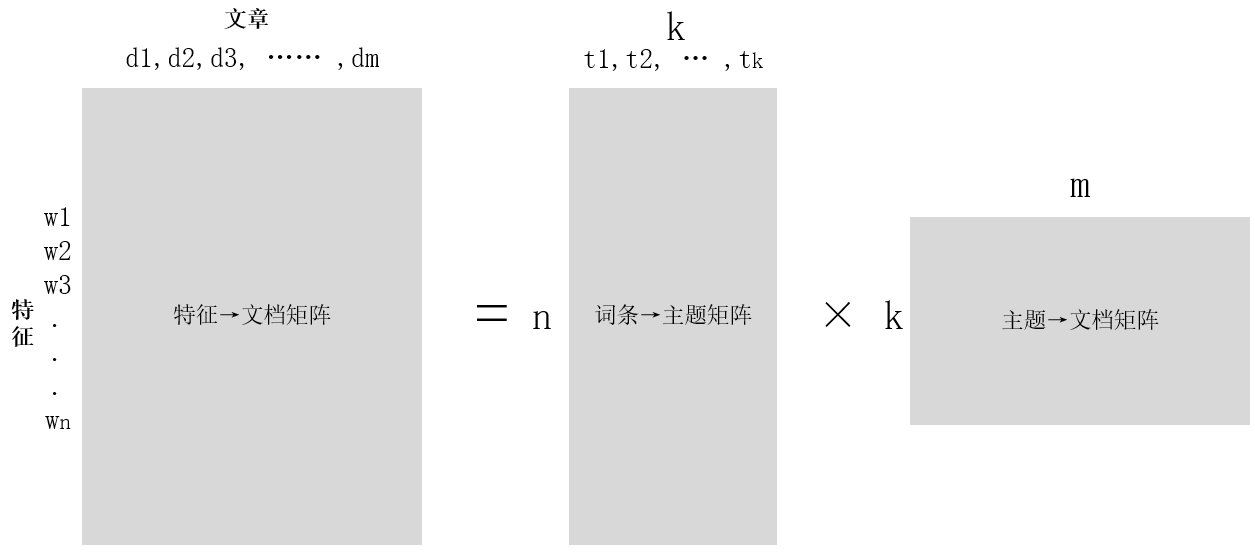 文章
d1,d2,d3, …… ,dm
特征
w1
w2
w3
.
.
.
wn
特征→文档矩阵
=
n
k
t1,t2, … ,tk
词条→主题矩阵
×
k
m
主题→文档矩阵